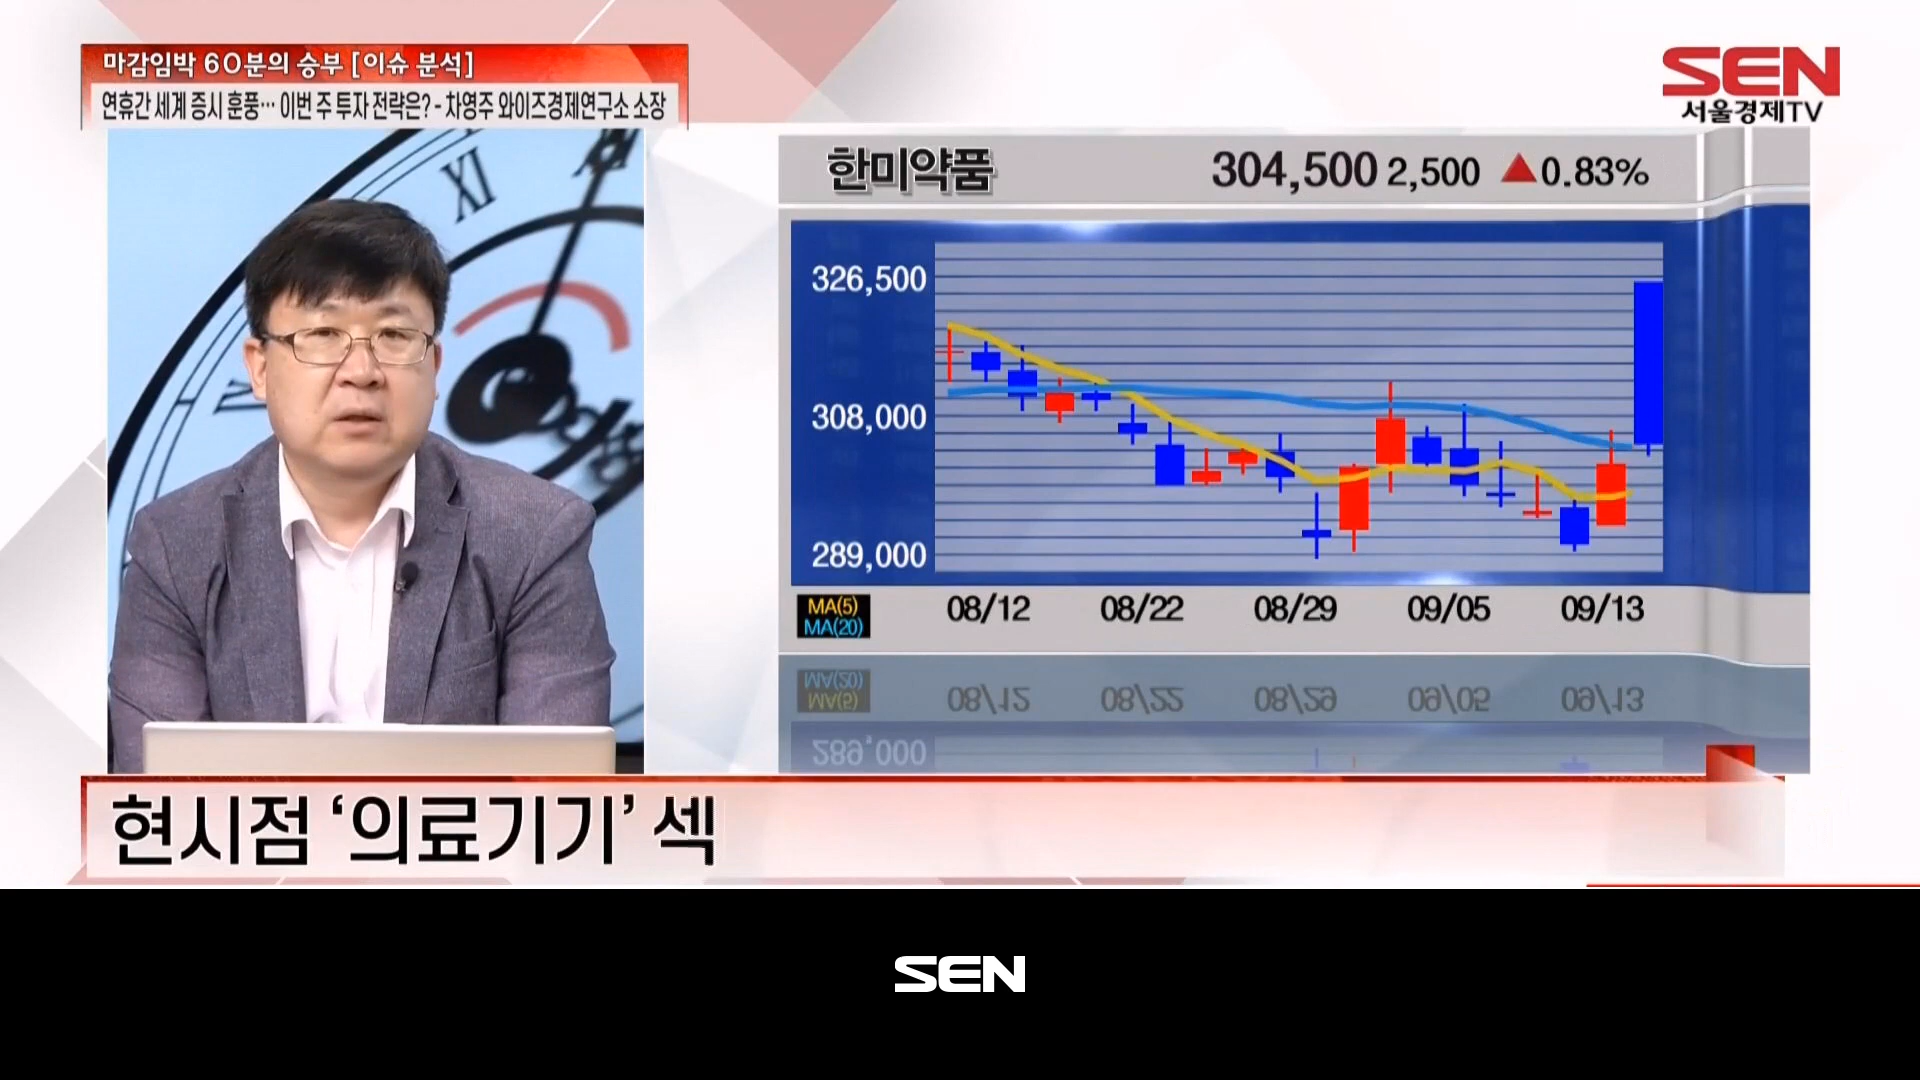 마감임박 60분의 승부 [이슈 분석]
연휴간 세계 증시 훈풍… 이번 주 투자 전략은? - 차영주 와이즈경제연구소 소장
SEN
서울경제TV
XI
한미약품 304,500 2,500 ▲0.83%
326,500
308,000
289,000
MA(5)
MA(20)
08/12 08/22 08/29 09/05 09/13
현시점 ‘의료기기’ 섹
SEN